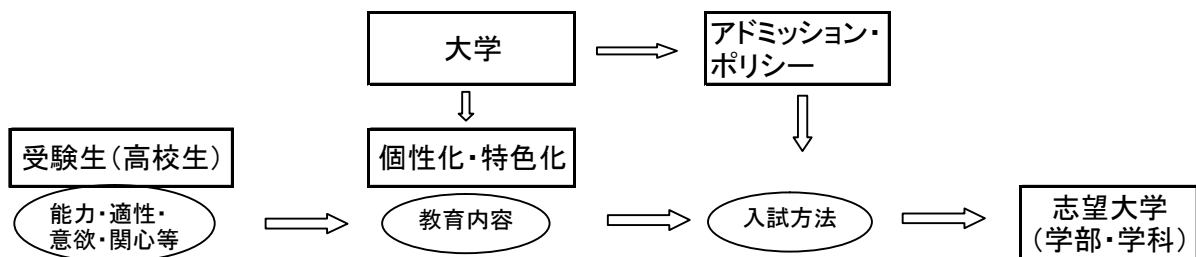 大学
アドミッション・
ポリシー
受験生(高校生)
個性化・特色化
能力・適性・
意欲・関心等
教育内容
入試方法
志望大学
(学部・学科)